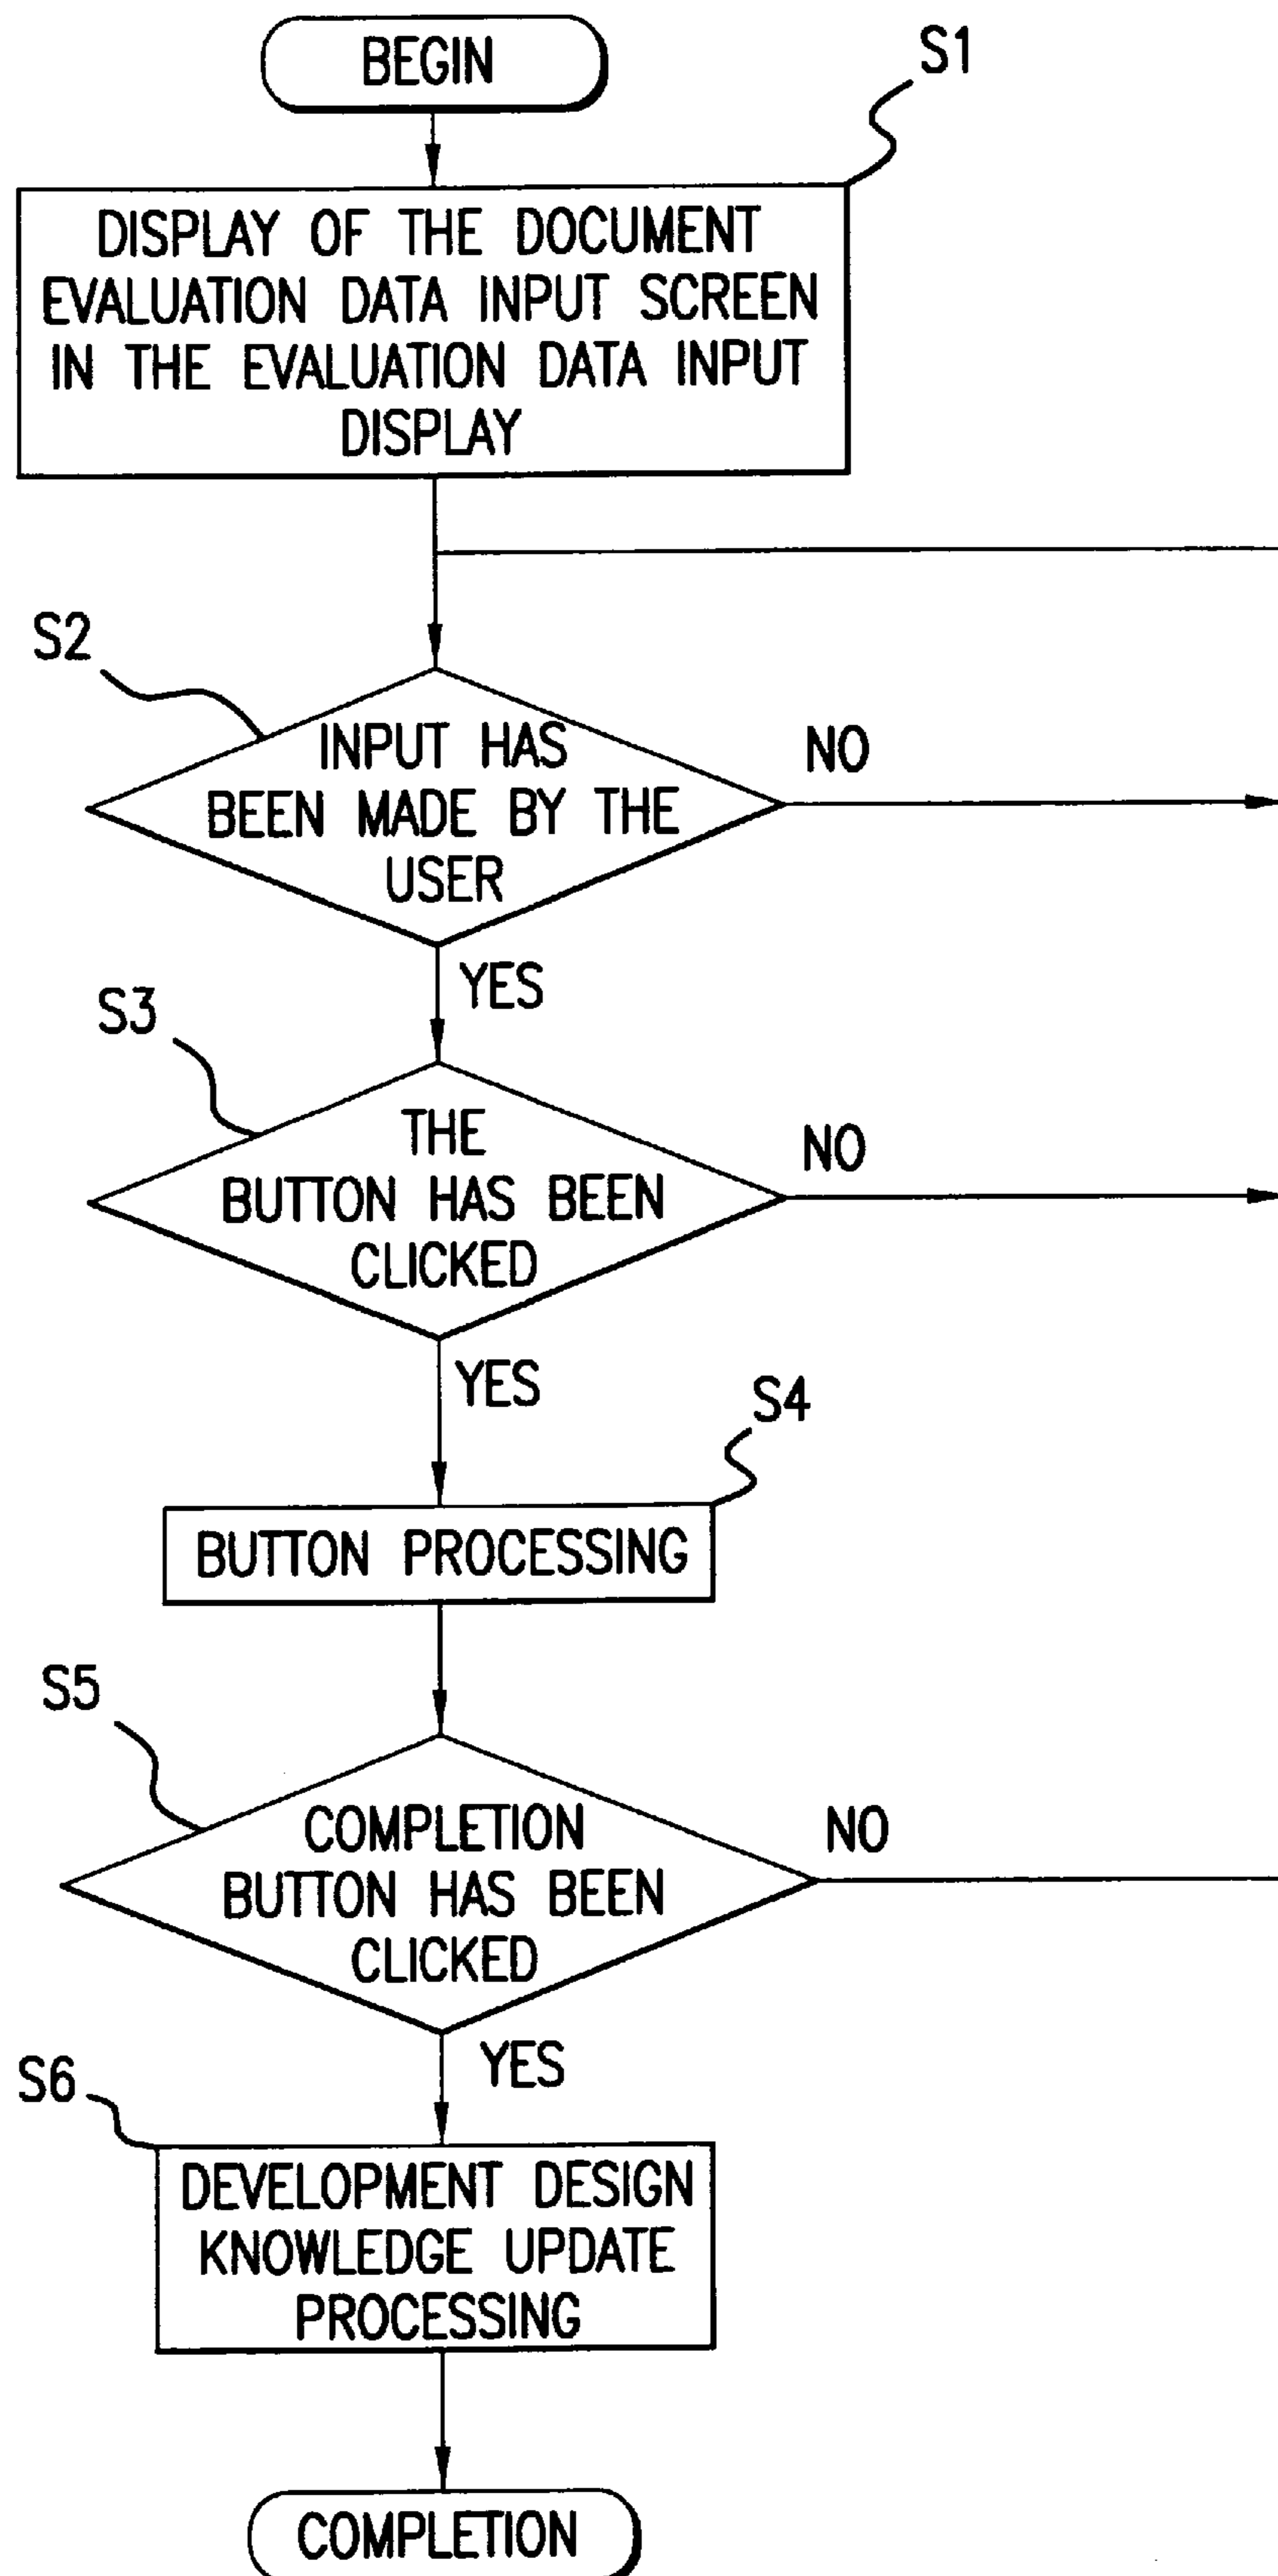 BEGIN
S1
DISPLAY OF THE DOCUMENT
EVALUATION DATA INPUT SCREEN
IN THE EVALUATION DATA INPUT
DISPLAY
S2
INPUT HAS
BEEN MADE BY THE
USER
NO
YES
S3
THE
BUTTON HAS BEEN
CLICKED
NO
YES
S4
BUTTON PROCESSING
S5
COMPLETION
BUTTON HAS BEEN
CLICKED
NO
YES
S6
DEVELOPMENT DESIGN
KNOWLEDGE UPDATE
PROCESSING
COMPLETION